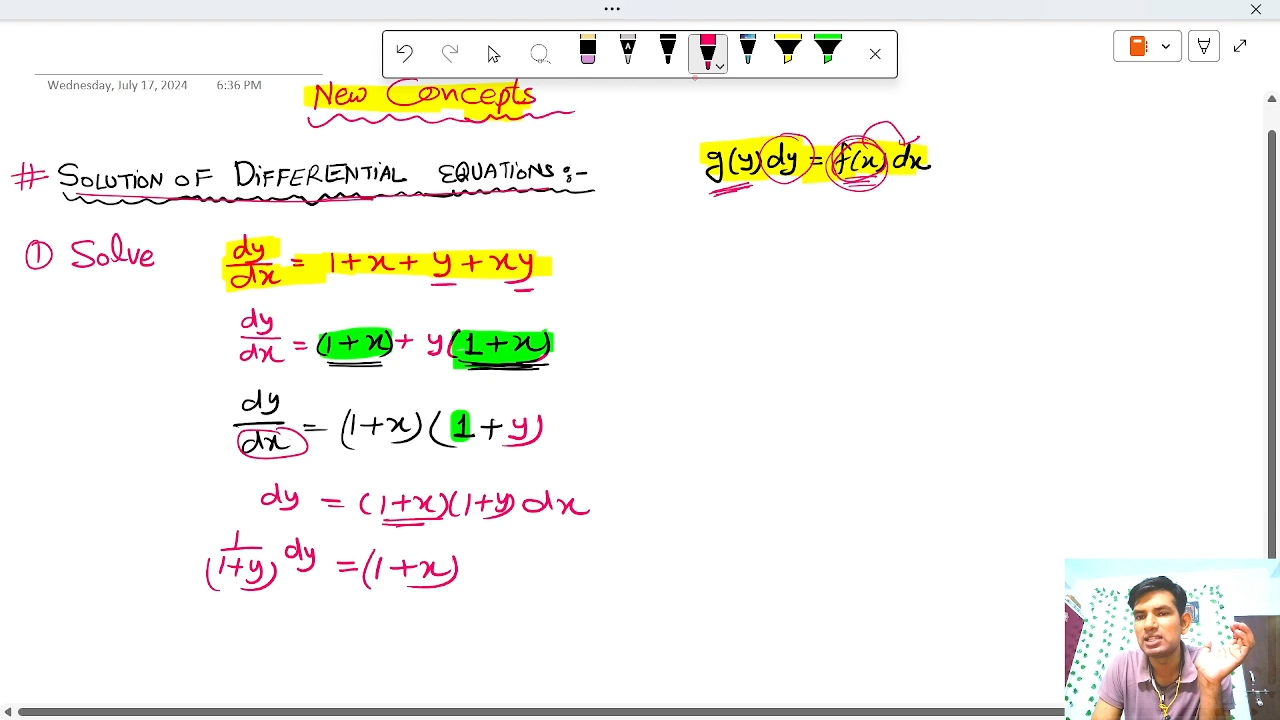 Wednesday, July 17, 2024 6:36 PM
New Concepts
# SOLUTION OF DIFFERENTIAL EQUATIONS :-
g(y) dy = f(x) dx
① Solve dy/dx = 1 + x + y + xy
dy/dx = (1 + x) + y (1 + x)
dy/dx = (1 + x) (1 + y)
dy = (1 + x) (1 + y) dx
1/(1 + y) dy = (1 + x)